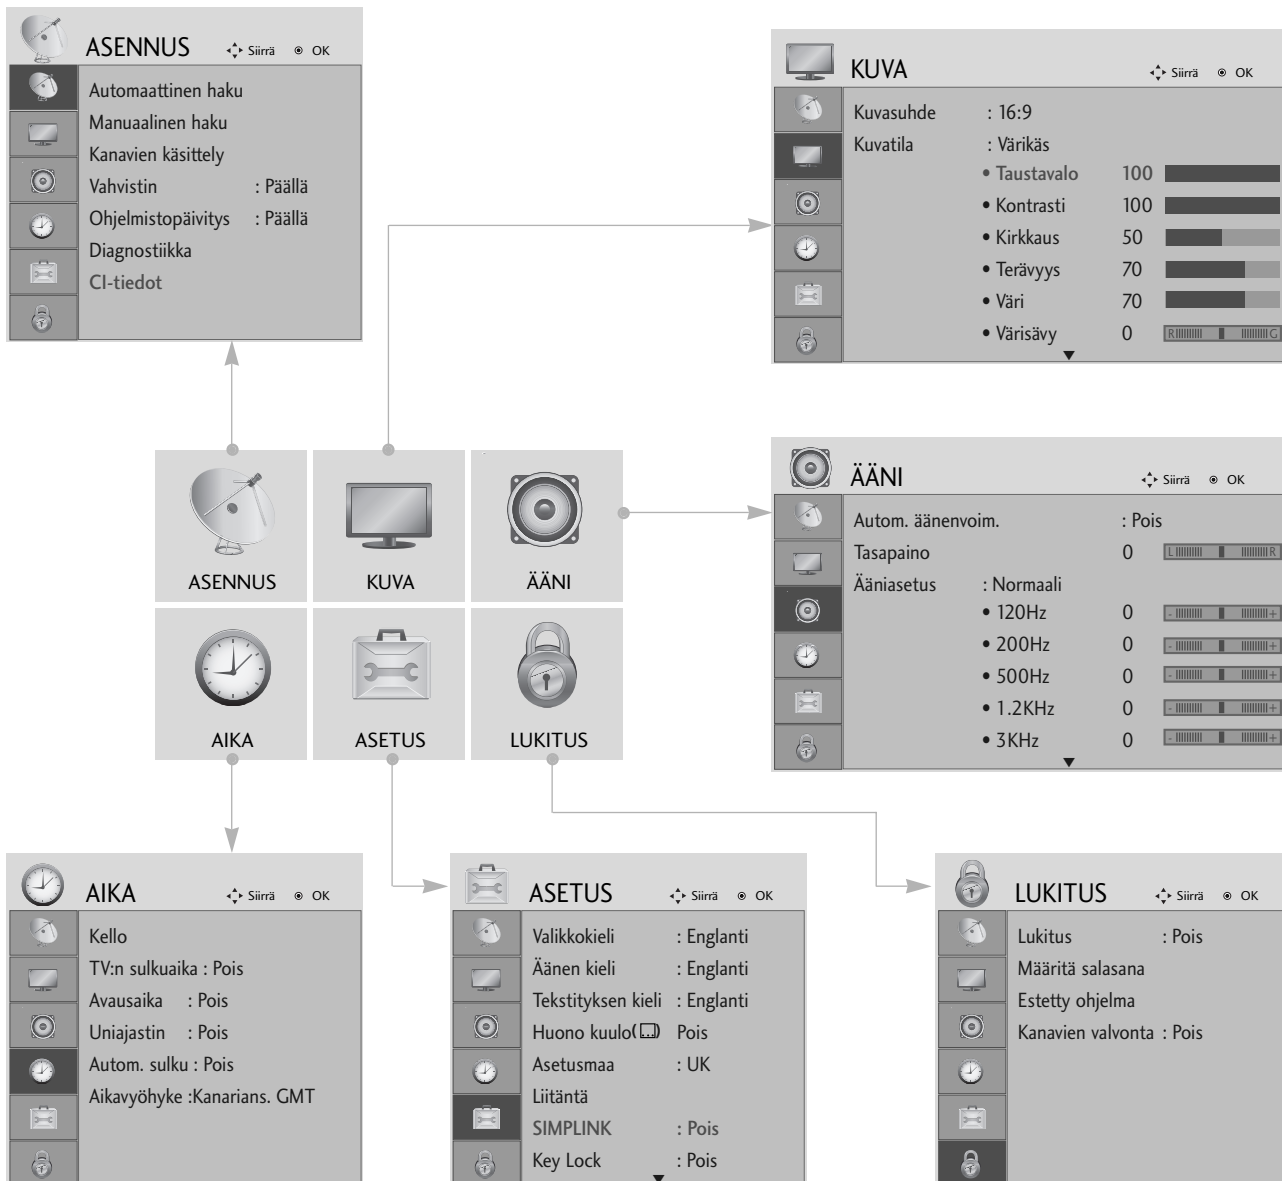 ASENNUS Siirrä OK
Automaattinen haku
Manuaalinen haku
Kanavien käsittely
Vahvistin : Päällä
Ohjelmistopäivitys : Päällä
Diagnostiikka
CI-tiedot
KUVA Siirrä OK
Kuvasuhde : 16:9
Kuvatila : Värikäs
• Taustavalo 100
• Kontrasti 100
• Kirkkaus 50
• Terävyys 70
• Väri 70
• Värisävy 0 R G
ASENNUS KUVA ÄÄNI
AIKA ASETUS LUKITUS
ÄÄNI Siirrä OK
Autom. äänenvoim. : Pois
Tasapaino 0 L R
Ääniasetus : Normaali
• 120Hz 0 - +
• 200Hz 0 - +
• 500Hz 0 - +
• 1.2KHz 0 - +
• 3KHz 0 - +
AIKA Siirrä OK
Kello
TV:n sulkuaika : Pois
Avausaika : Pois
Uniajastin : Pois
Autom. sulku : Pois
Aikavyöhyke :Kanarians. GMT
ASETUS Siirrä OK
Valikkokieli : Englanti
Äänen kieli : Englanti
Tekstityksen kieli : Englanti
Huono kuulo( ) Pois
Asetusmaa : UK
Liitäntä
SIMPLINK : Pois
Key Lock : Pois
LUKITUS Siirrä OK
Lukitus : Pois
Määritä salasana
Estetty ohjelma
Kanavien valvonta : Pois